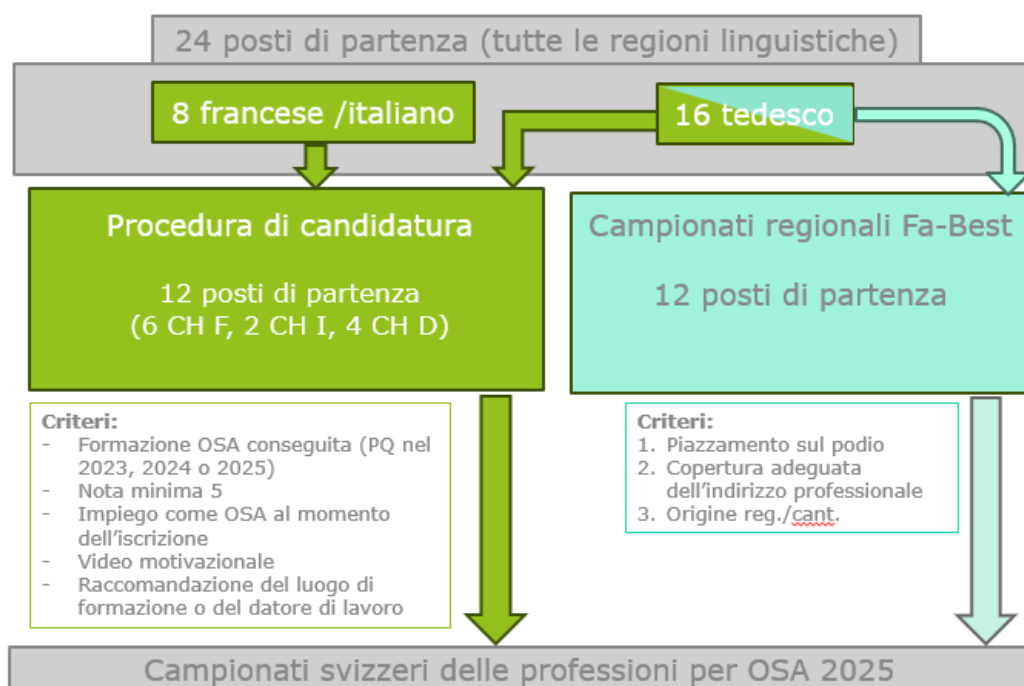 24 posti di partenza (tutte le regioni linguistiche)
8 francese /italiano
16 tedesco
Procedura di candidatura
12 posti di partenza
(6 CH F, 2 CH I, 4 CH D)
Campionati regionali Fa-Best
12 posti di partenza
Criteri:
- Formazione OSA conseguita (PQ nel
2023, 2024 o 2025)
- Nota minima 5
- Impiego come OSA al momento
dell'iscrizione
- Video motivazionale
- Raccomandazione del luogo di
formazione o del datore di lavoro
Criteri:
1. Piazzamento sul podio
2. Copertura adeguata
dell'indirizzo professionale
3. Origine reg./cant.
Campionati svizzeri delle professioni per OSA 2025